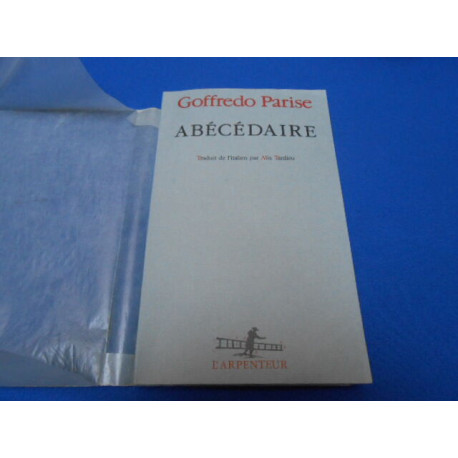 Goffredo Parise
ABÉCÉDAIRE
Traduit de l'italien par Alix Tardieu
L'ARPENTEUR